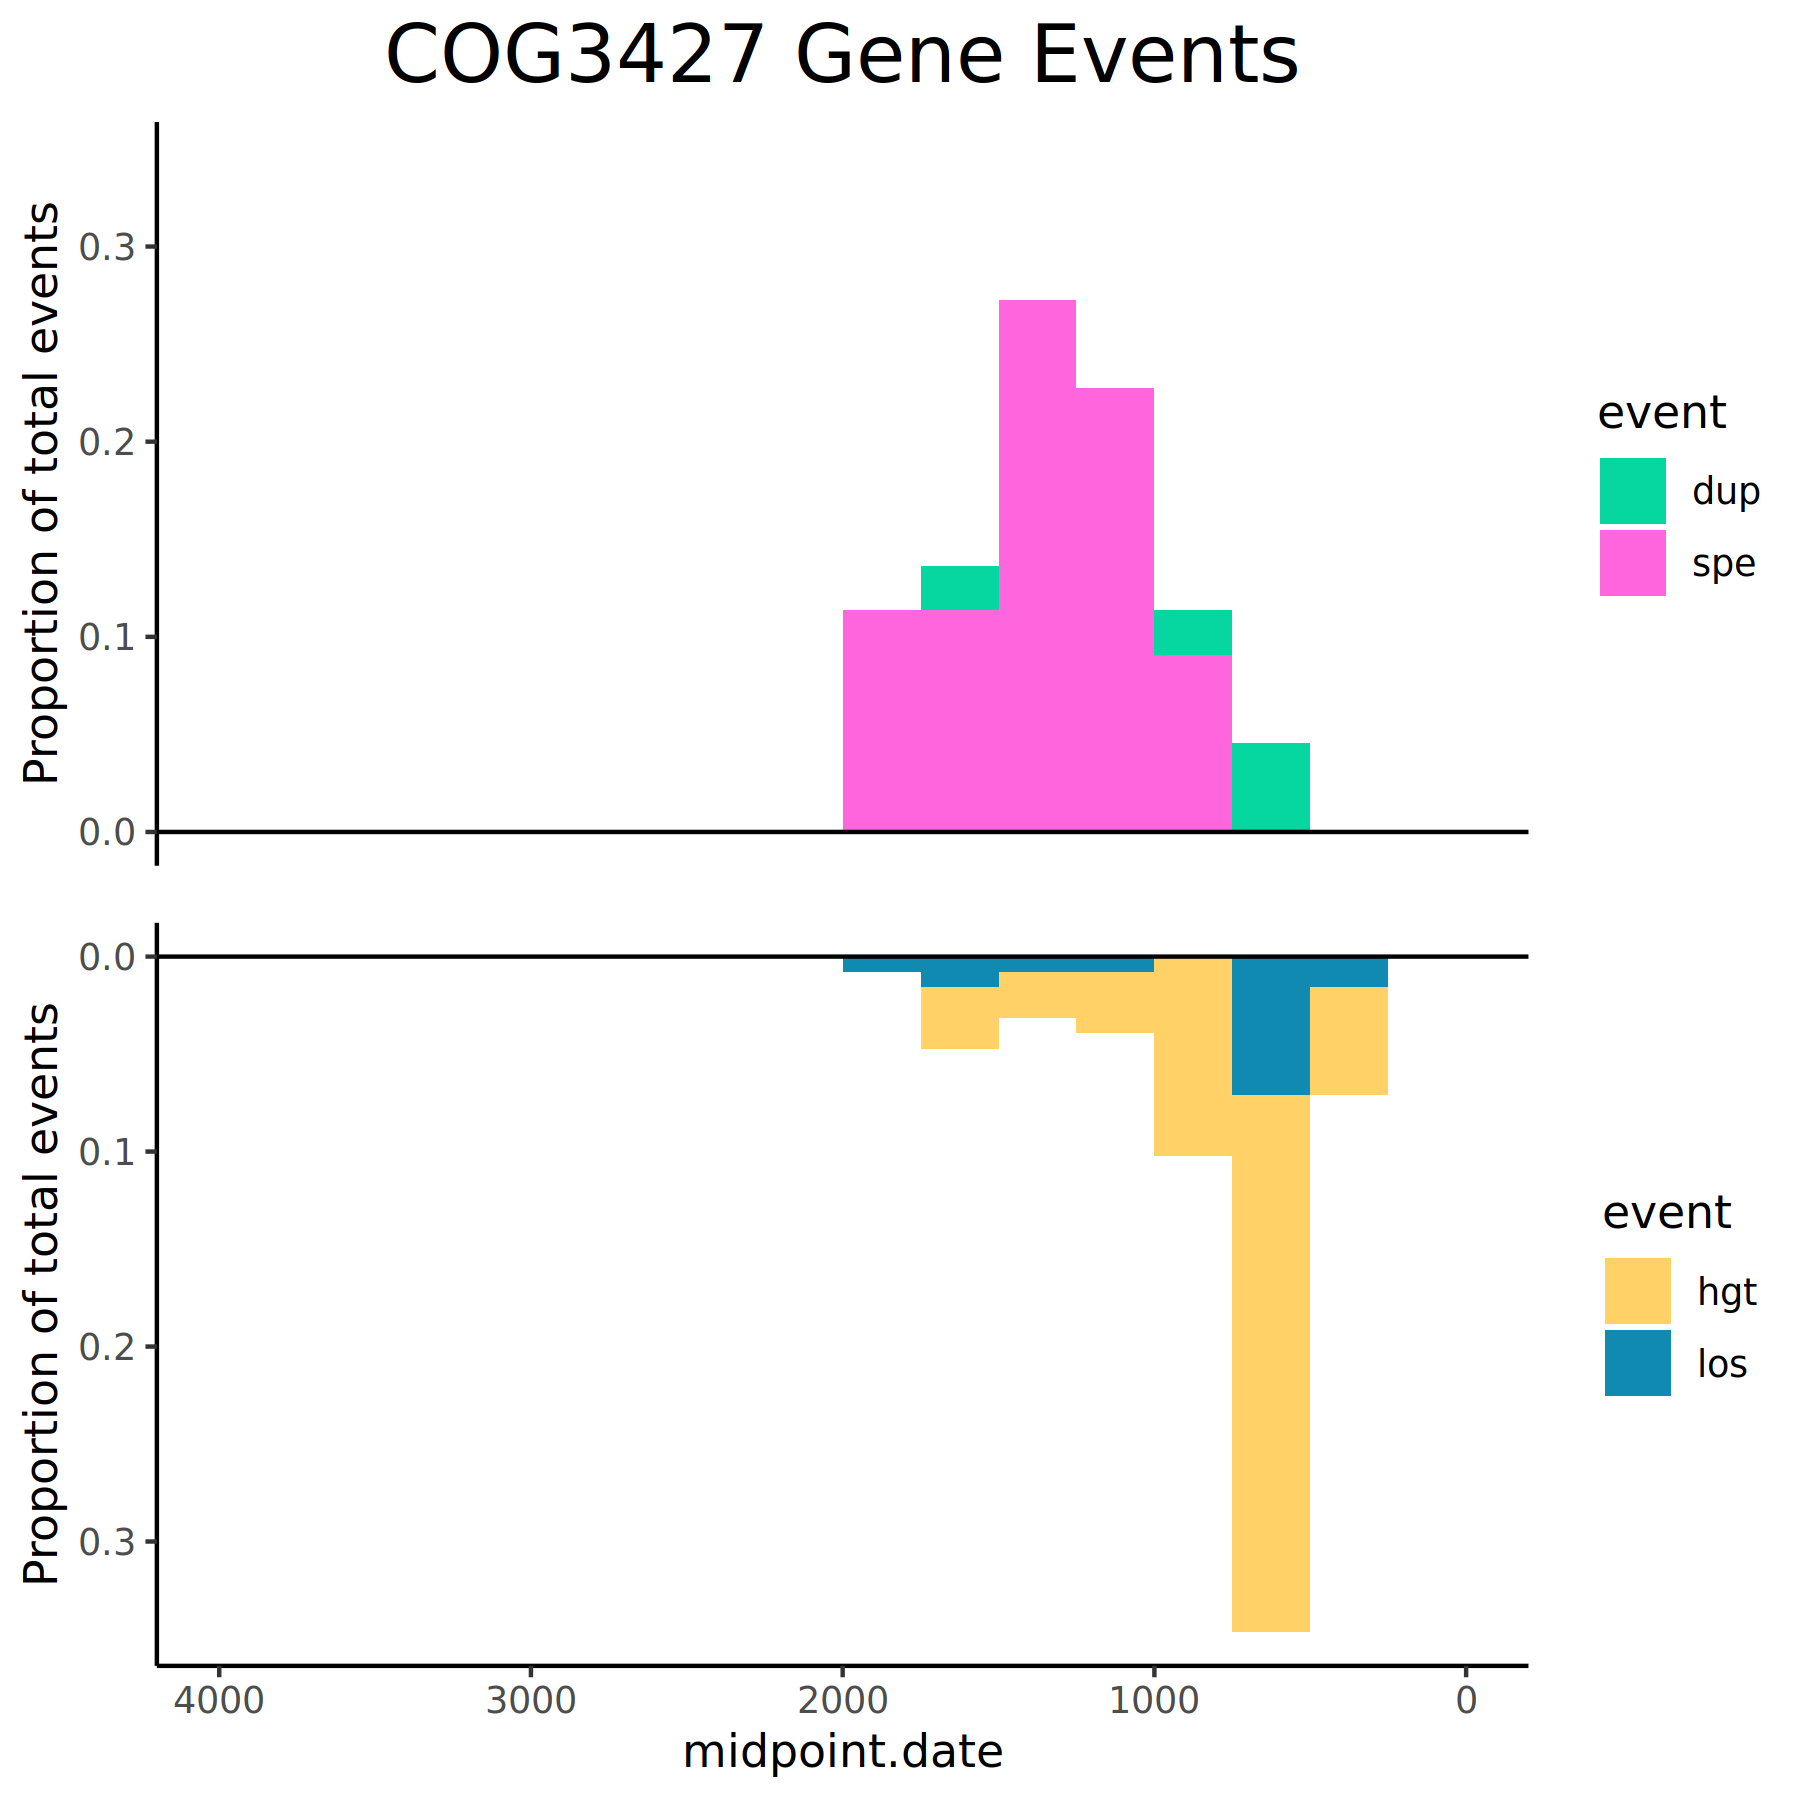 COG3427 Gene Events
Proportion of total events
0.3
0.2
0.1
0.0
event
dup
spe
Proportion of total events
0.0
0.1
0.2
0.3
event
hgt
los
4000 3000 2000 1000 0
midpoint.date